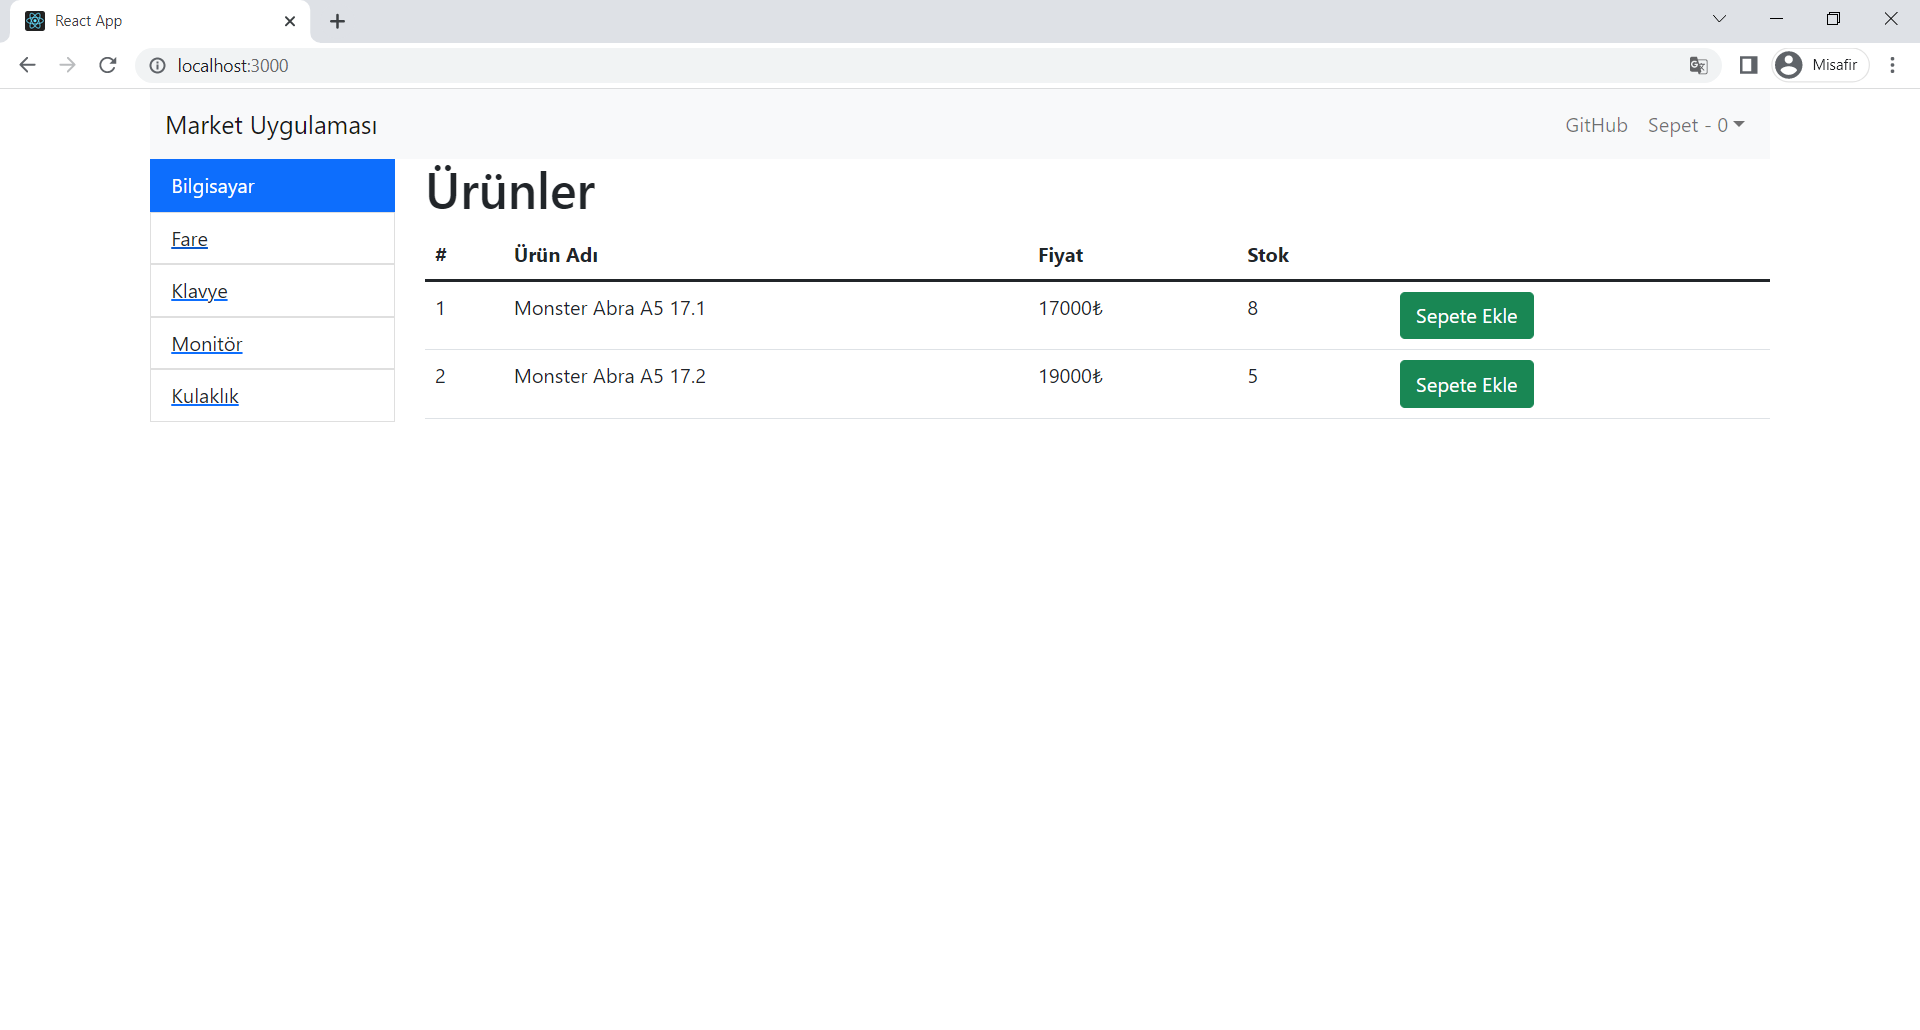 React App
localhost:3000
Misafir
Market Uygulaması
GitHub Sepet - 0
Bilgisayar
Fare
Klavye
Monitör
Kulaklık
Ürünler
# Ürün Adı Fiyat Stok
1 Monster Abra A5 17.1 17000₺ 8 Sepete Ekle
2 Monster Abra A5 17.2 19000₺ 5 Sepete Ekle